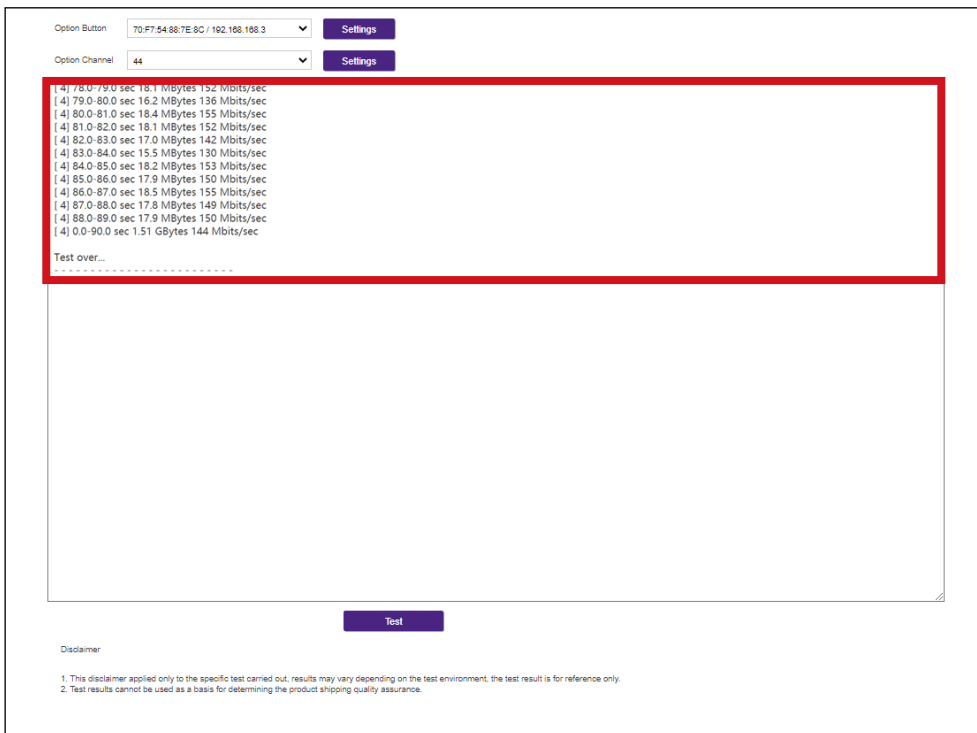 Option Button 70:F7:54:88:7E:8C / 192.168.168.3 Settings
Option Channel 44 Settings
[ 4] 78.0-79.0 sec 18.1 MBytes 152 Mbits/sec
[ 4] 79.0-80.0 sec 16.2 MBytes 136 Mbits/sec
[ 4] 80.0-81.0 sec 18.4 MBytes 155 Mbits/sec
[ 4] 81.0-82.0 sec 18.1 MBytes 152 Mbits/sec
[ 4] 82.0-83.0 sec 17.0 MBytes 142 Mbits/sec
[ 4] 83.0-84.0 sec 15.5 MBytes 130 Mbits/sec
[ 4] 84.0-85.0 sec 18.2 MBytes 153 Mbits/sec
[ 4] 85.0-86.0 sec 17.9 MBytes 150 Mbits/sec
[ 4] 86.0-87.0 sec 18.5 MBytes 155 Mbits/sec
[ 4] 87.0-88.0 sec 17.8 MBytes 149 Mbits/sec
[ 4] 88.0-89.0 sec 17.9 MBytes 150 Mbits/sec
[ 4] 0.0-90.0 sec 1.51 GBytes 144 Mbits/sec
Test over...
- - - - - - - - - - - - - - - - - - - - - - - - -
Test
Disclaimer
1. This disclaimer applied only to the specific test carried out, results may vary depending on the test environment, the test result is for reference only.
2. Test results cannot be used as a basis for determining the product shipping quality assurance.